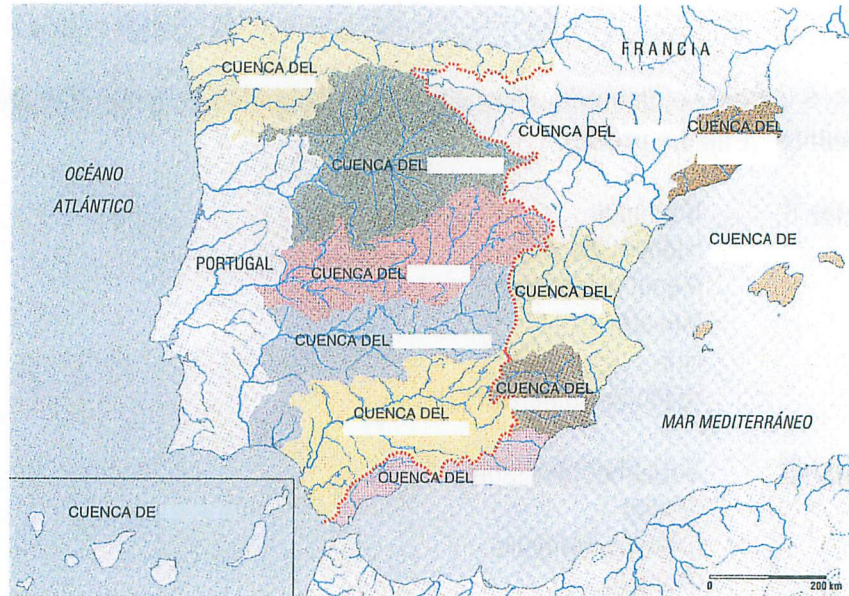 FRANCIA
CUENCA DEL
CUENCA DEL
CUENCA DEL
CUENCA DEL
OCÉANO
ATLÁNTICO
CUENCA DE
PORTUGAL
CUENCA DEL
CUENCA DEL
CUENCA DEL
CUENCA DEL
CUENCA DEL
MAR MEDITERRÁNEO
CUENCA DEL
CUENCA DE
0
200 km